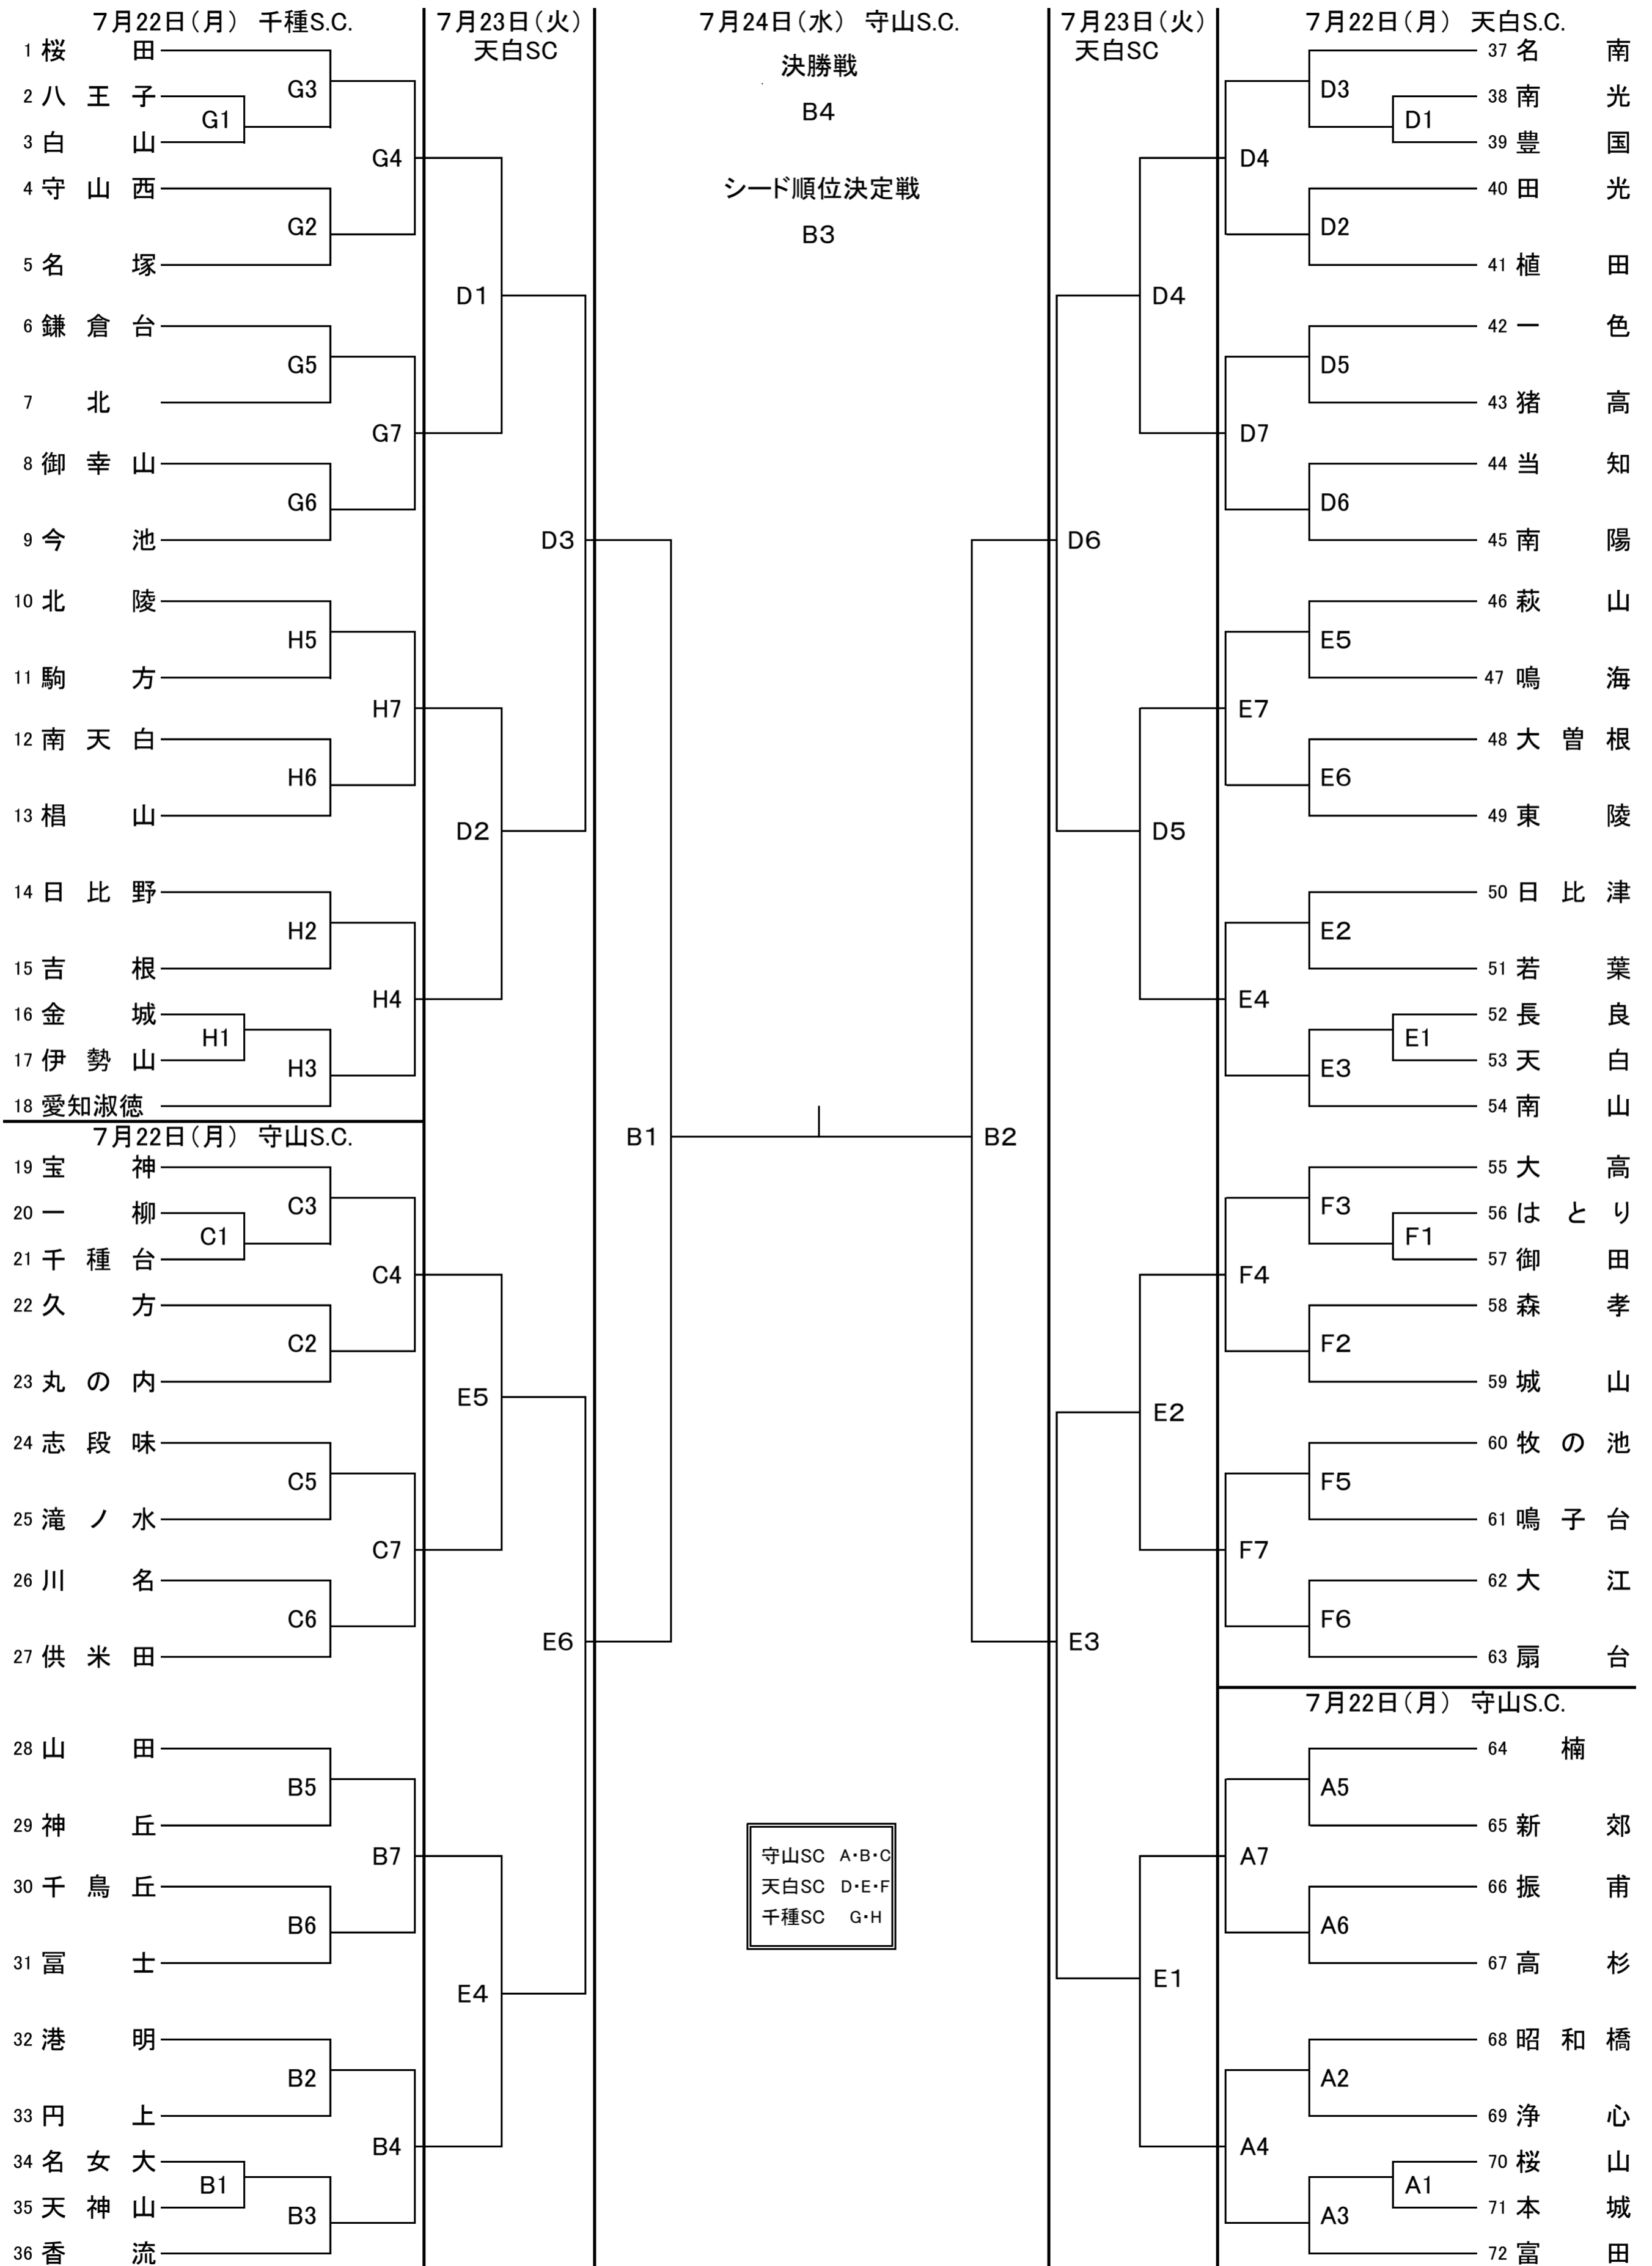 7月22日(月) 千種S.C.
1 桜田
2 八王子
3 白山
4 守山西
5 名塚
6 鎌倉台
7 北
8 御幸山
9 今池
10 北陵
11 駒方
12 南天白
13 椙山
14 日比野
15 吉根
16 金城
17 伊勢山
18 愛知淑徳
G3
G1
G4
G2
G5
G7
G6
H5
H7
H6
H2
H4
H1
H3
7月22日(月) 守山S.C.
19 宝神
20 一柳
21 千種台
22 久方
23 丸の内
24 志段味
25 滝ノ水
26 川名
27 供米田
28 山田
29 神丘
30 千鳥丘
31 冨士
32 港明
33 円上
34 名女大
35 天神山
36 香流
C3
C1
C4
C2
C5
C7
C6
B5
B7
B6
B2
B4
B1
B3
7月23日(火)
天白SC
D1
D3
D2
E5
E6
E4
7月24日(水) 守山S.C.
決勝戦
B4
シード順位決定戦
B3
B1
B2
守山SC A・B・C
天白SC D・E・F
千種SC G・H
7月23日(火)
天白SC
D4
D6
D5
E2
E3
E1
7月22日(月) 天白S.C.
D3
D1
D4
D2
D5
D7
D6
E5
E7
E6
E2
E4
E1
E3
F3
F1
F4
F2
F5
F7
F6
37 名南
38 南光
39 豊国
40 田光
41 植田
42 一色
43 猪高
44 当知
45 南陽
46 萩山
47 鳴海
48 大曽根
49 東陵
50 日比津
51 若葉
52 長良
53 天白
54 南山
55 大高
56 はとり
57 御田
58 森孝
59 城山
60 牧の池
61 鳴子台
62 大江
63 扇台
7月22日(月) 守山S.C.
A5
A7
A6
A2
A4
A1
A3
64 楠
65 新郊
66 振甫
67 高杉
68 昭和橋
69 浄心
70 桜山
71 本城
72 富田